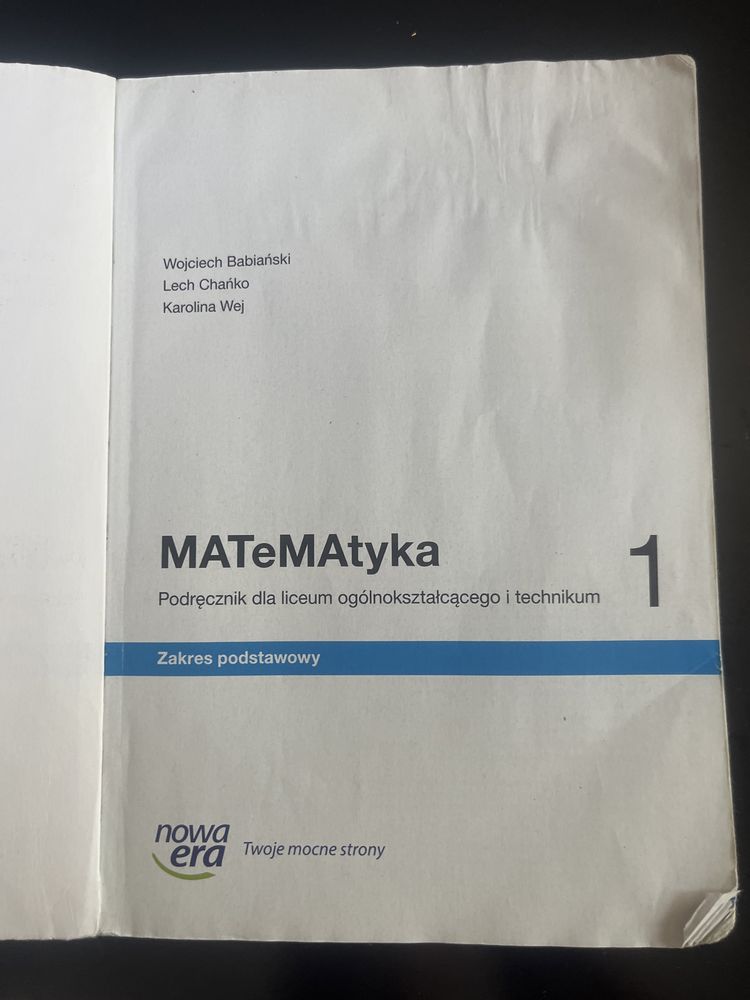 Wojciech Babiański
Lech Chańko
Karolina Wej
MATeMAtyka 1
Podręcznik dla liceum ogólnokształcącego i technikum
Zakres podstawowy
nowa
era
Twoje mocne strony